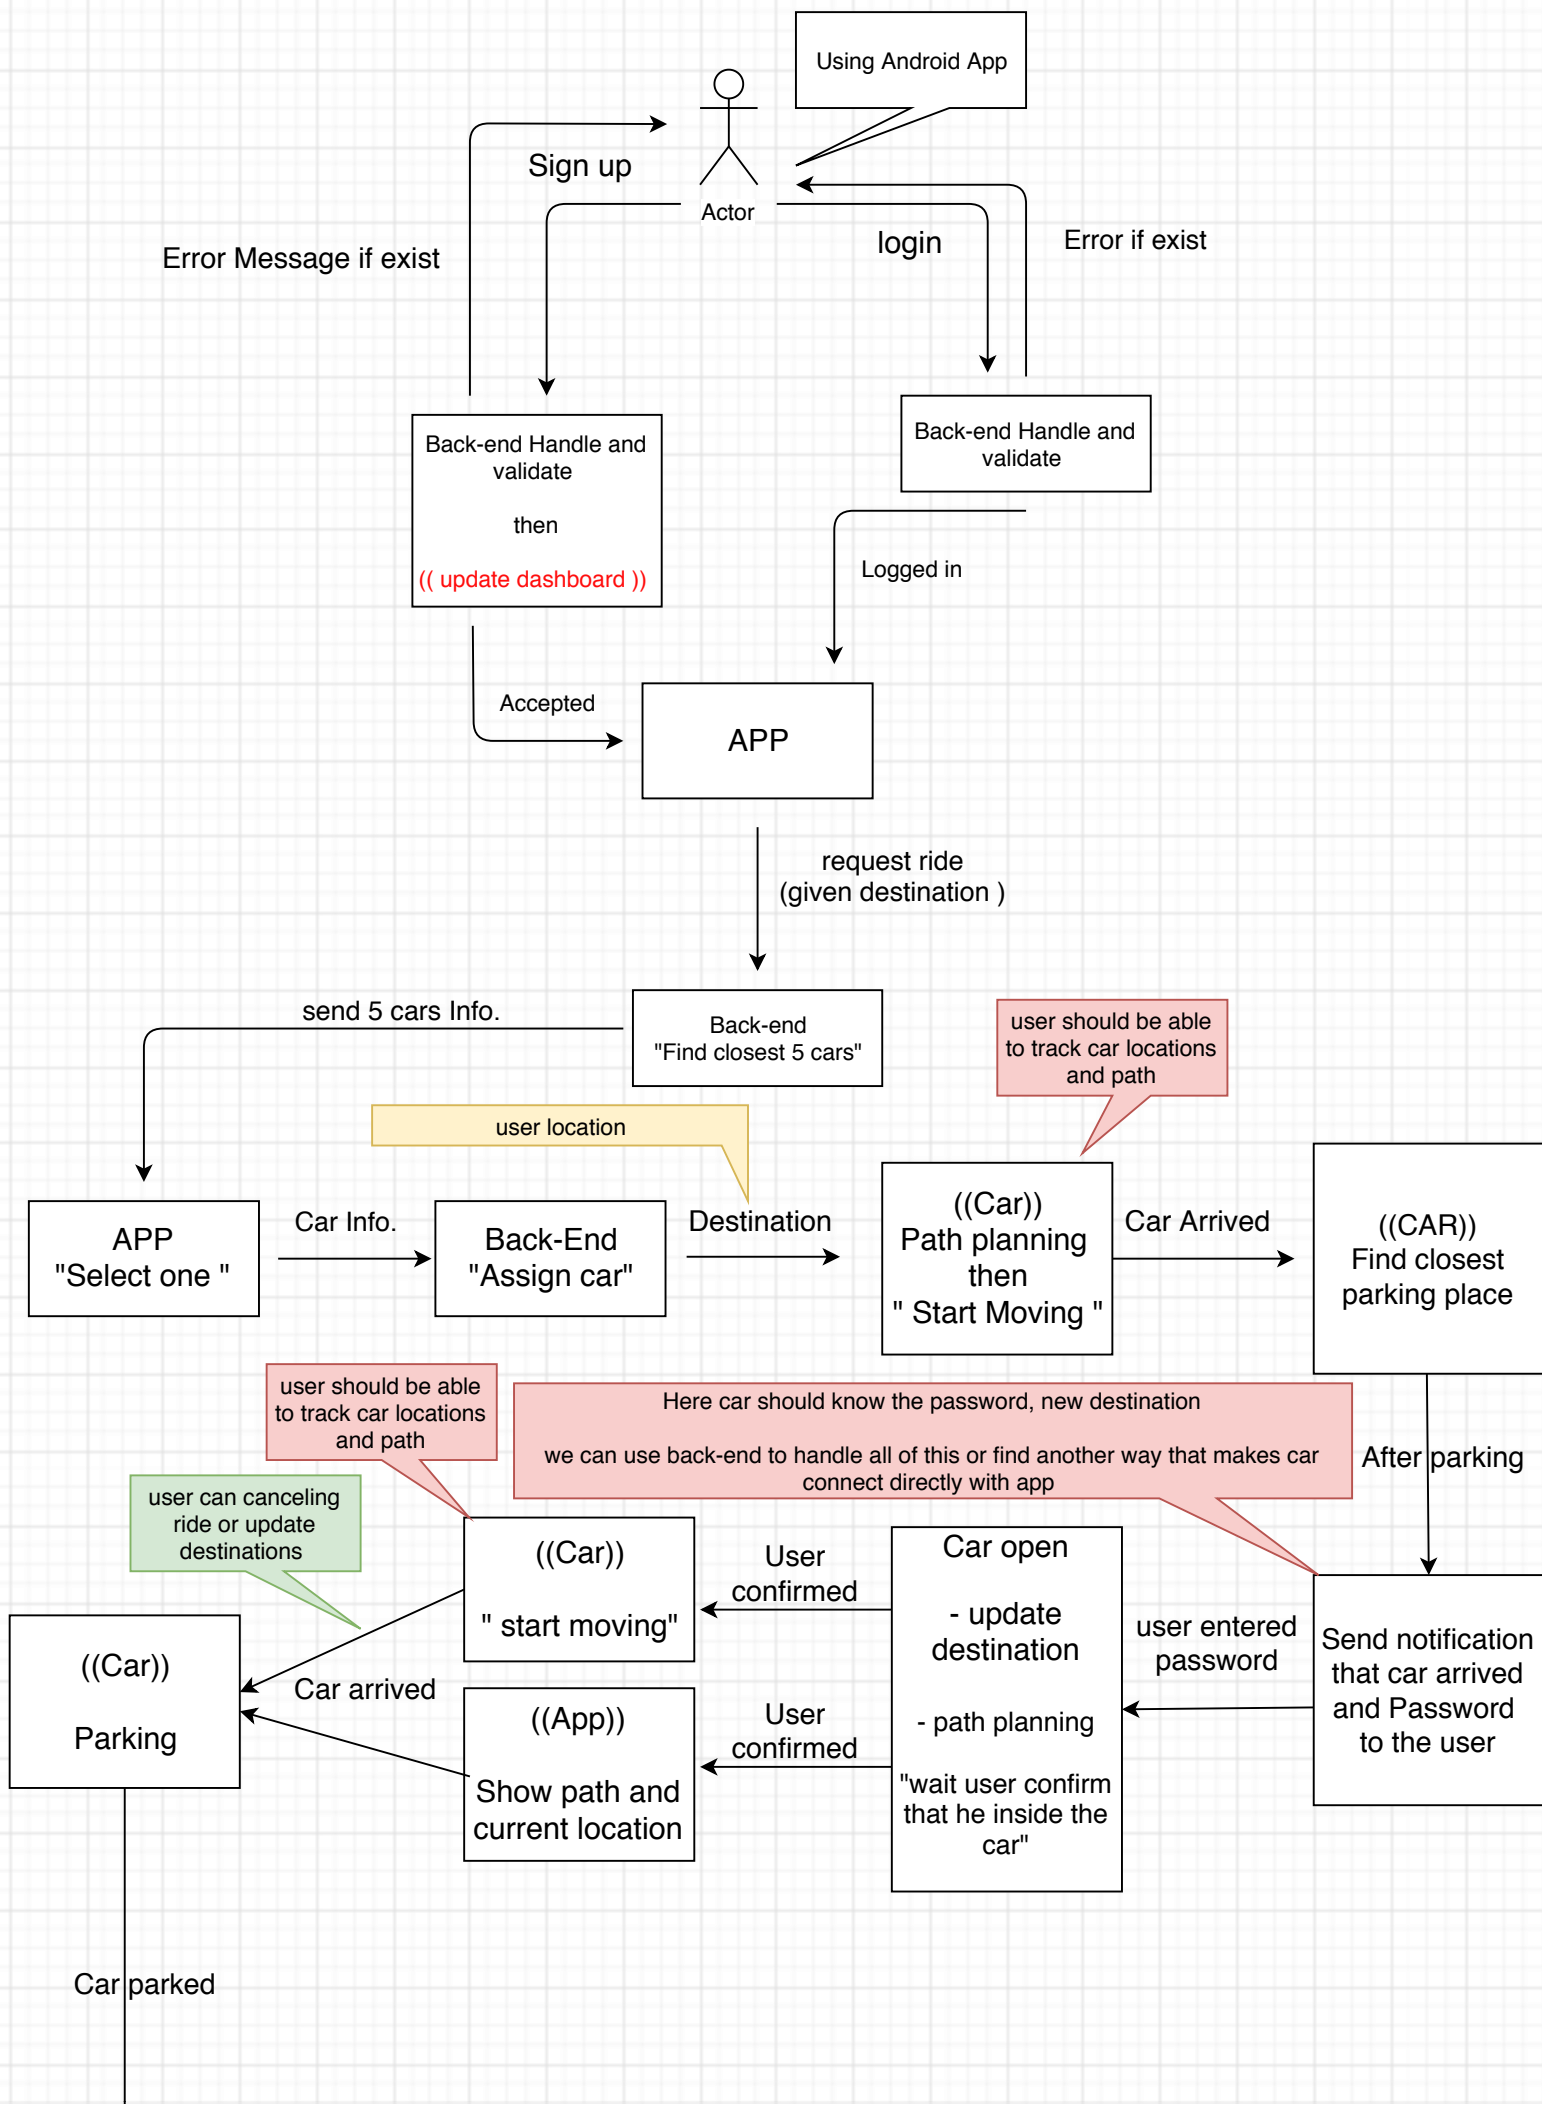 Using Android App
Sign up
Actor
login
Error if exist
Error Message if exist
Back-end Handle and
validate
then
(( update dashboard ))
Back-end Handle and
validate
Logged in
Accepted
APP
request ride
(given destination )
send 5 cars Info.
Back-end
"Find closest 5 cars"
user should be able
to track car locations
and path
user location
APP
"Select one "
Car Info.
Back-End
"Assign car"
Destination
((Car))
Path planning
then
" Start Moving "
Car Arrived
((CAR))
Find closest
parking place
user should be able
to track car locations
and path
Here car should know the password, new destination
we can use back-end to handle all of this or find another way that makes car
connect directly with app
After parking
user can canceling
ride or update
destinations
((Car))
" start moving"
User
confirmed
Car open
- update
destination
- path planning
"wait user confirm
that he inside the
car"
user entered
password
Send notification
that car arrived
and Password
to the user
((Car))
Parking
Car arrived
((App))
Show path and
current location
User
confirmed
Car parked